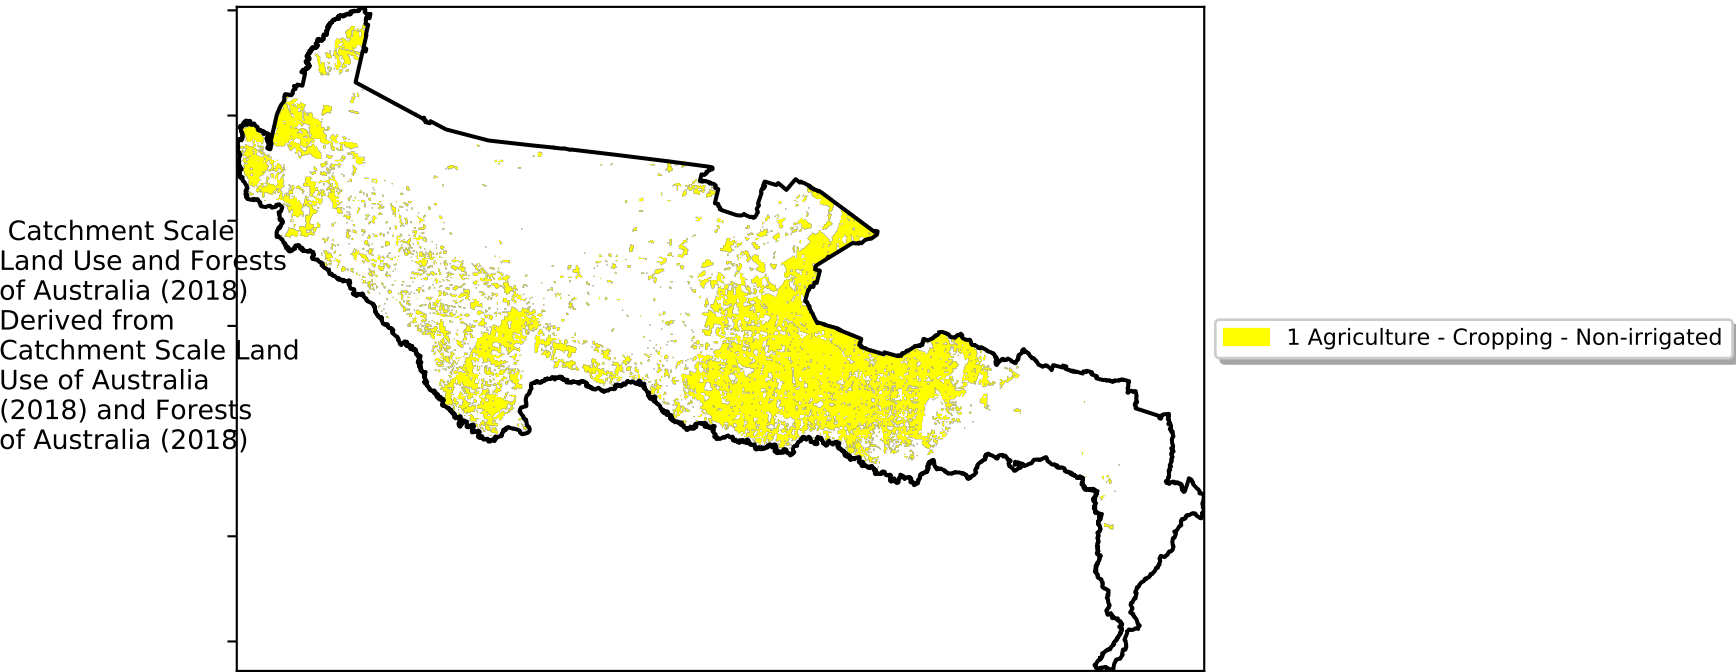 Catchment Scale
Land Use and Forests
of Australia (2018)
Derived from
Catchment Scale Land
Use of Australia
(2018) and Forests
of Australia (2018)
1 Agriculture - Cropping - Non-irrigated